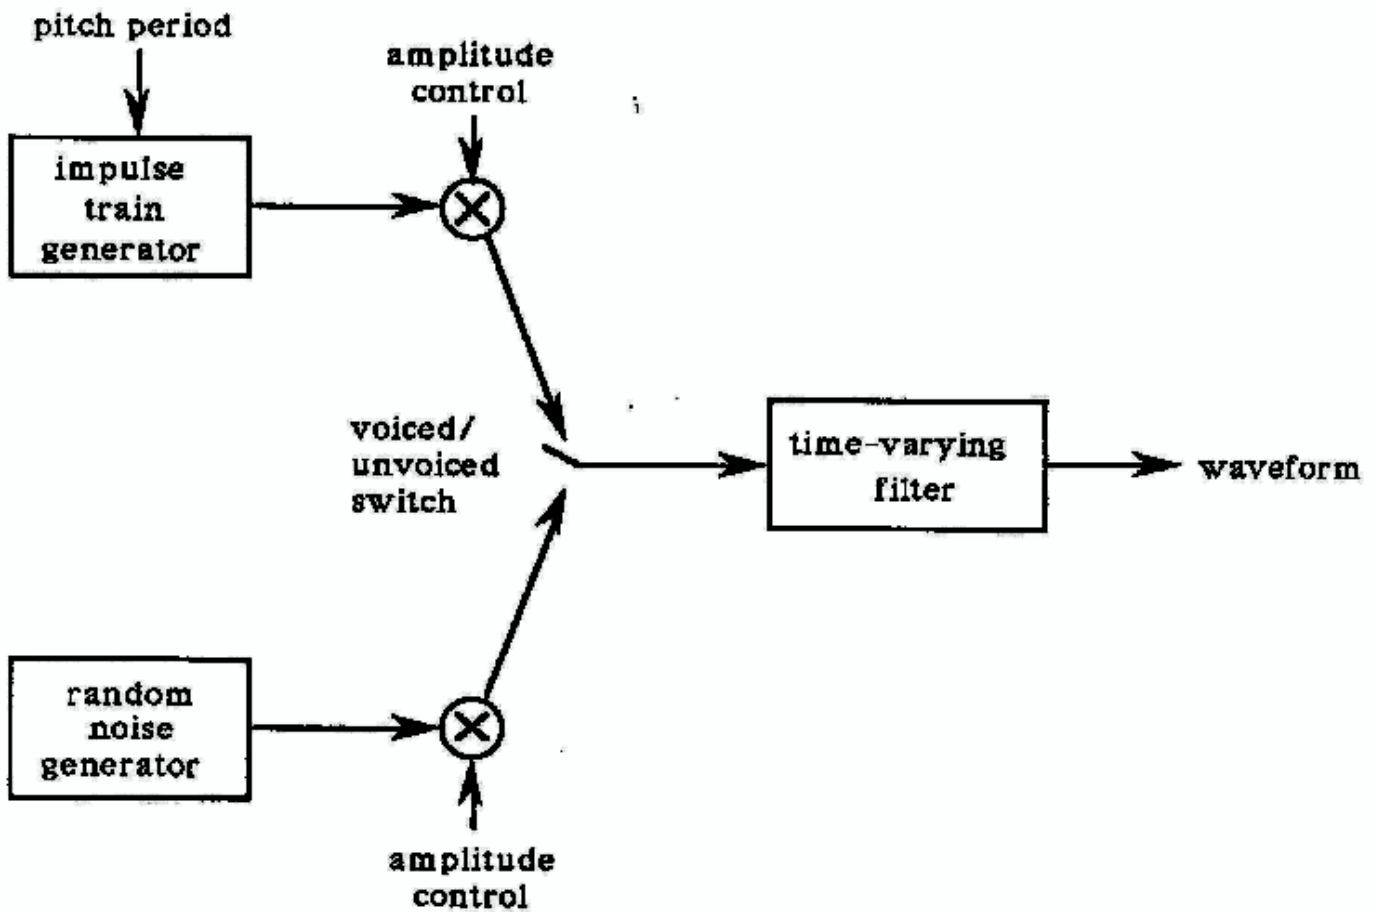 pitch period
amplitude
control
impulse
train
generator
voiced/
unvoiced
switch
time-varying
filter
waveform
random
noise
generator
amplitude
control